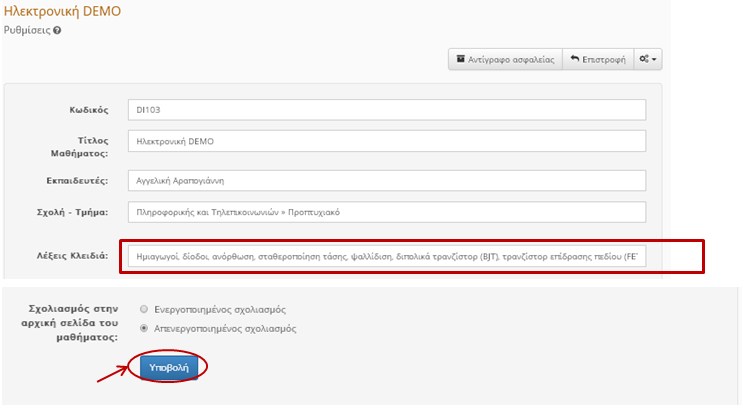 Ηλεκτρονική DEMO
Ρυθμίσεις
Αντίγραφο ασφαλείας Επιστροφή
Κωδικός DI103
Τίτλος Μαθήματος: Ηλεκτρονική DEMO
Εκπαιδευτές: Αγγελική Αραπογιάννη
Σχολή - Τμήμα: Πληροφορικής και Τηλεπικοινωνιών » Προπτυχιακό
Λέξεις Κλειδιά: Ημιαγωγοί, δίοδοι, ανόρθωση, σταθεροποίηση τάσης, ψαλλίδιση, διπολικά τρανζίστορ (BJT), τρανζίστορ επίδρασης πεδίου (FET
Σχολιασμός στην αρχική σελίδα του μαθήματος:
Ενεργοποιημένος σχολιασμός
Απενεργοποιημένος σχολιασμός
Υποβολή